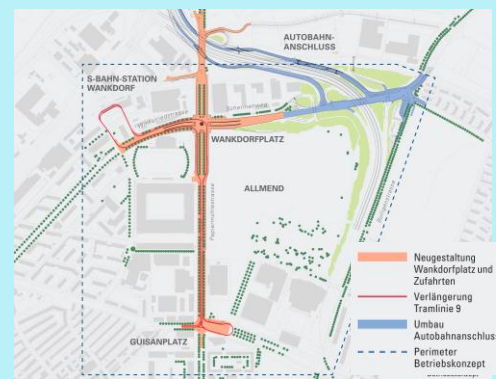 AUTOBAHN-
ANSCHLUSS
S-BAHN-STATION
WANKDORF
WANKDORFPLATZ
ALLMEND
Papiermühlestrasse
GUISANPLATZ
Neugestaltung
Wankdorfplatz und
Zufahrten
Verlängerung
Tramlinie 9
Umbau
Autobahnanschluss
Perimeter
Betriebskonzept